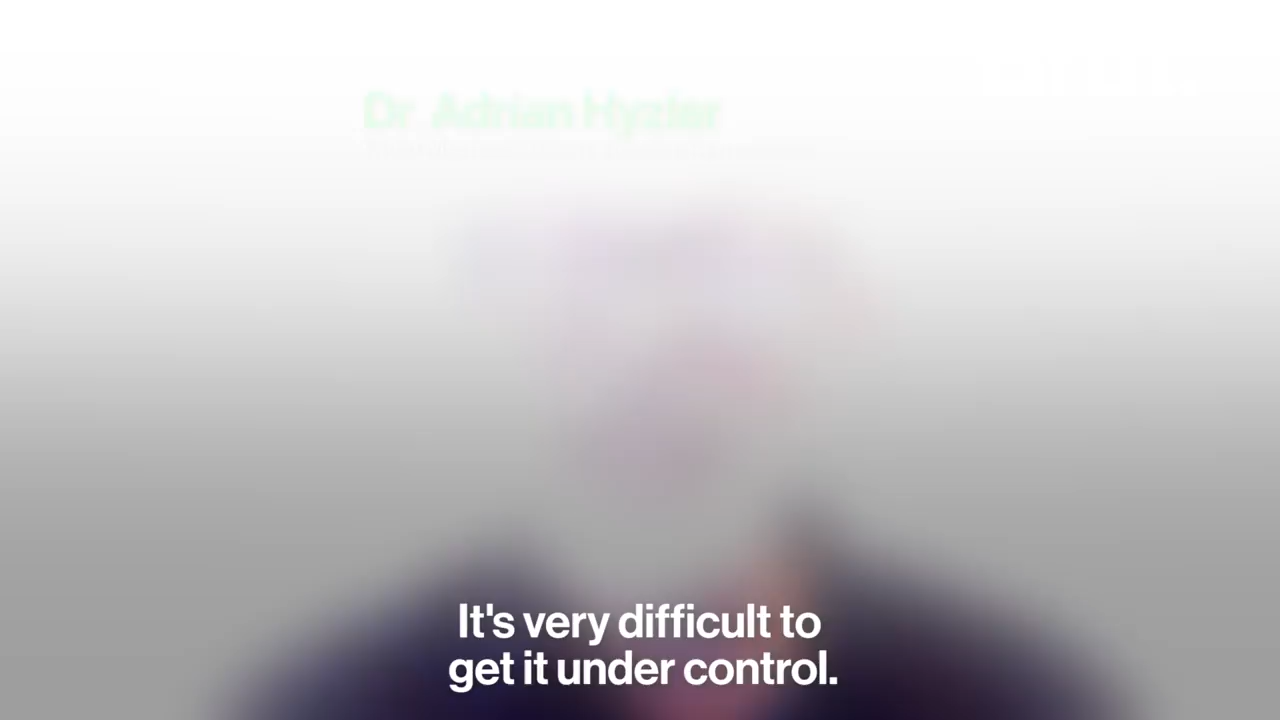 Dr Adrian Hyzler
It's very difficult to
get it under control.